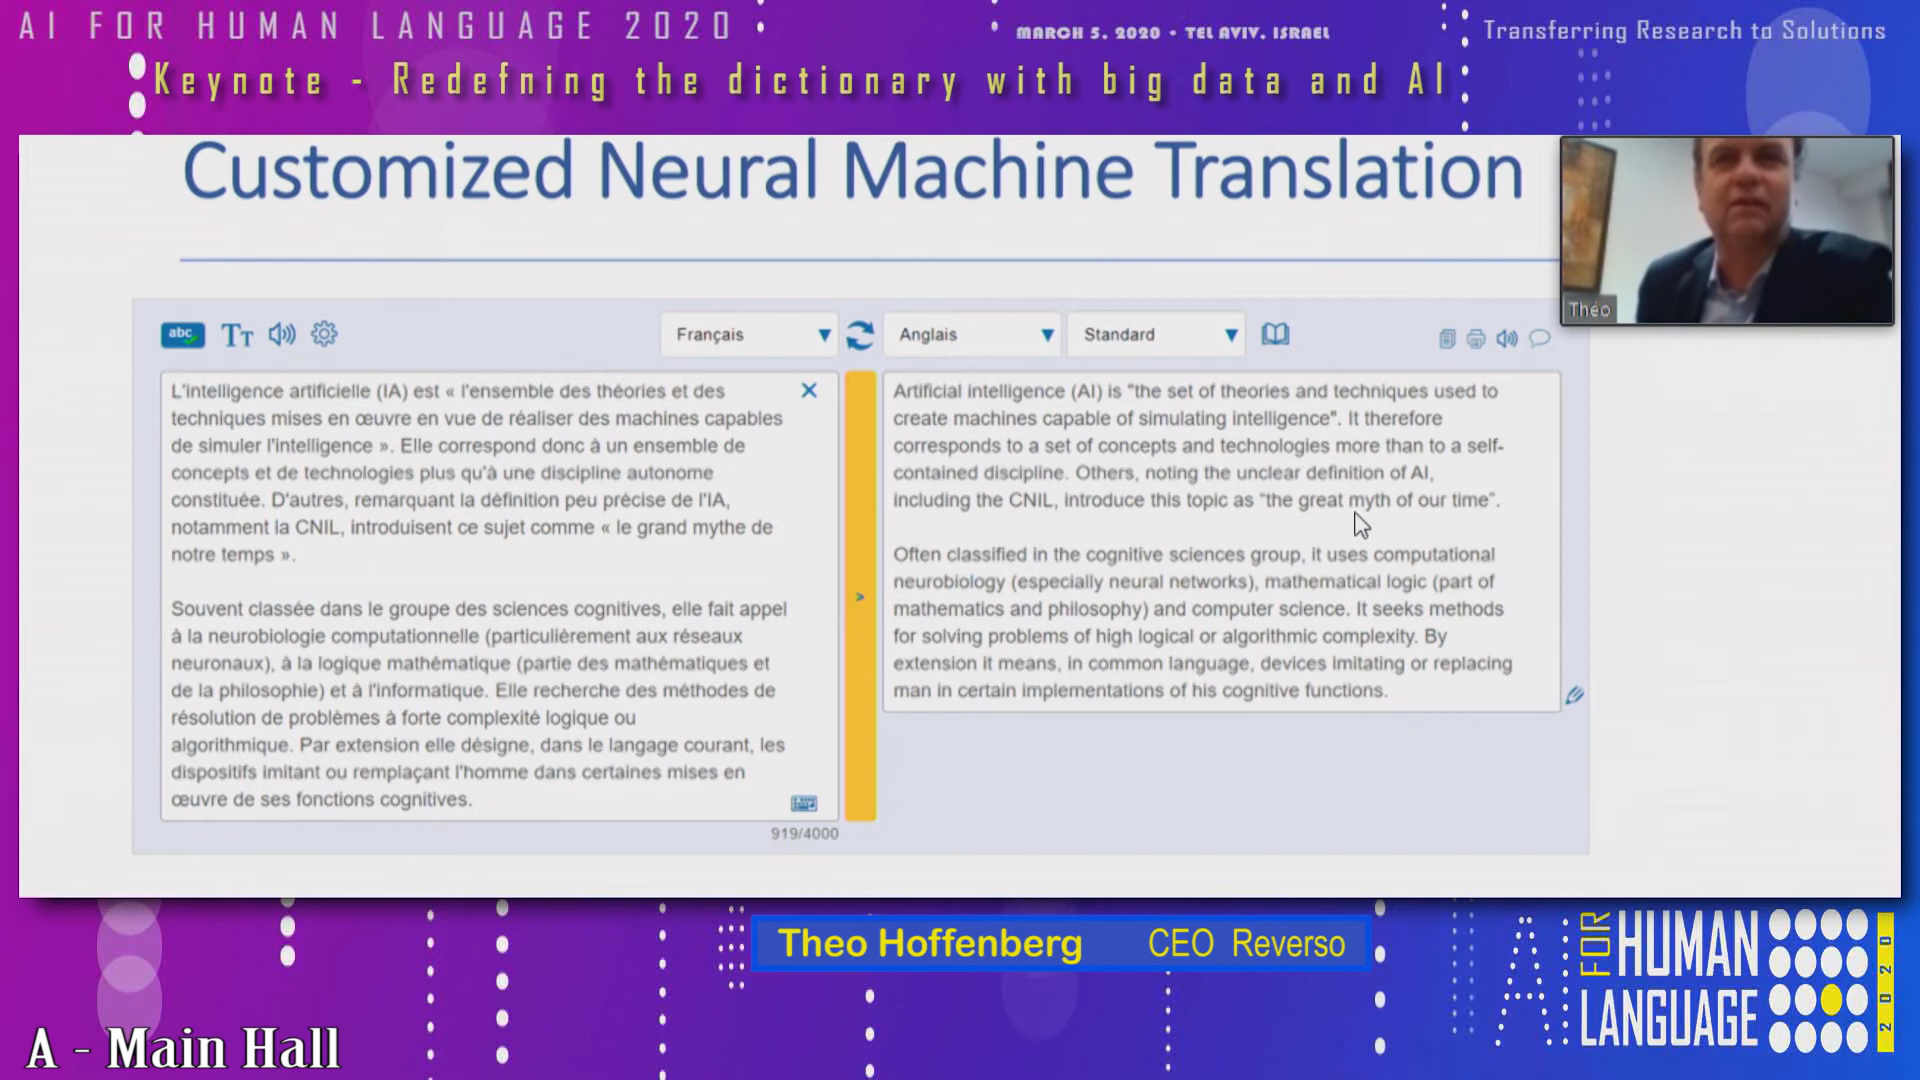 AI FOR HUMAN LANGUAGE 2020
MARCH 5. 2020 • TEL AVIV. ISRAEL
Transferring Research to Solutions
Keynote - Redefning the dictionary with big data and AI
Customized Neural Machine Translation
Théo
abc
TT
Français
Anglais
Standard
L'intelligence artificielle (IA) est « l'ensemble des théories et des
techniques mises en œuvre en vue de réaliser des machines capables
de simuler l'intelligence ». Elle correspond donc à un ensemble de
concepts et de technologies plus qu'à une discipline autonome
constituée. D'autres, remarquant la définition peu précise de l'IA,
notamment la CNIL, introduisent ce sujet comme « le grand mythe de
notre temps ».
Souvent classée dans le groupe des sciences cognitives, elle fait appel
à la neurobiologie computationnelle (particulièrement aux réseaux
neuronaux), à la logique mathématique (partie des mathématiques et
de la philosophie) et à l'informatique. Elle recherche des méthodes de
résolution de problèmes à forte complexité logique ou
algorithmique. Par extension elle désigne, dans le langage courant, les
dispositifs imitant ou remplaçant l'homme dans certaines mises en
œuvre de ses fonctions cognitives.
919/4000
>
Artificial intelligence (AI) is "the set of theories and techniques used to
create machines capable of simulating intelligence". It therefore
corresponds to a set of concepts and technologies more than to a self-
contained discipline. Others, noting the unclear definition of AI,
including the CNIL, introduce this topic as “the great myth of our time”.
Often classified in the cognitive sciences group, it uses computational
neurobiology (especially neural networks), mathematical logic (part of
mathematics and philosophy) and computer science. It seeks methods
for solving problems of high logical or algorithmic complexity. By
extension it means, in common language, devices imitating or replacing
man in certain implementations of his cognitive functions.
Theo Hoffenberg CEO Reverso
A - Main Hall
AI FOR HUMAN
LANGUAGE
2020